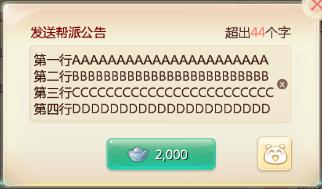 发送帮派公告 超出44个字
第一行AAAAAAAAAAAAAAAAAAAAAA
第二行BBBBBBBBBBBBBBBBBBBBBBBBB
第三行CCCCCCCCCCCCCCCCCCCCCCCC
第四行DDDDDDDDDDDDDDDDDDDDD
2,000